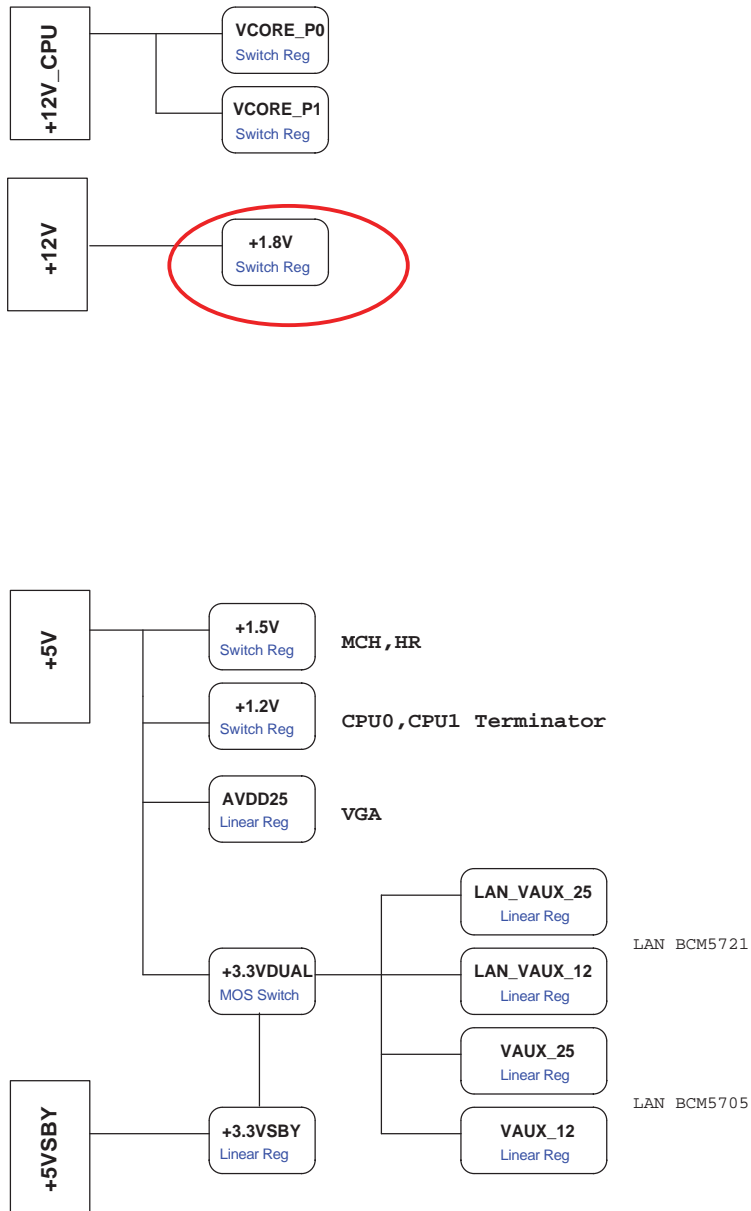 +12V_CPU
VCORE_P0
Switch Reg
VCORE_P1
Switch Reg
+12V
+1.8V
Switch Reg
+5V
+1.5V
Switch Reg
MCH,HR
+1.2V
Switch Reg
CPU0,CPU1 Terminator
AVDD25
Linear Reg
VGA
LAN_VAUX_25
Linear Reg
LAN BCM5721
+3.3VDUAL
MOS Switch
LAN_VAUX_12
Linear Reg
VAUX_25
Linear Reg
LAN BCM5705
+5VSBY
+3.3VSBY
Linear Reg
VAUX_12
Linear Reg